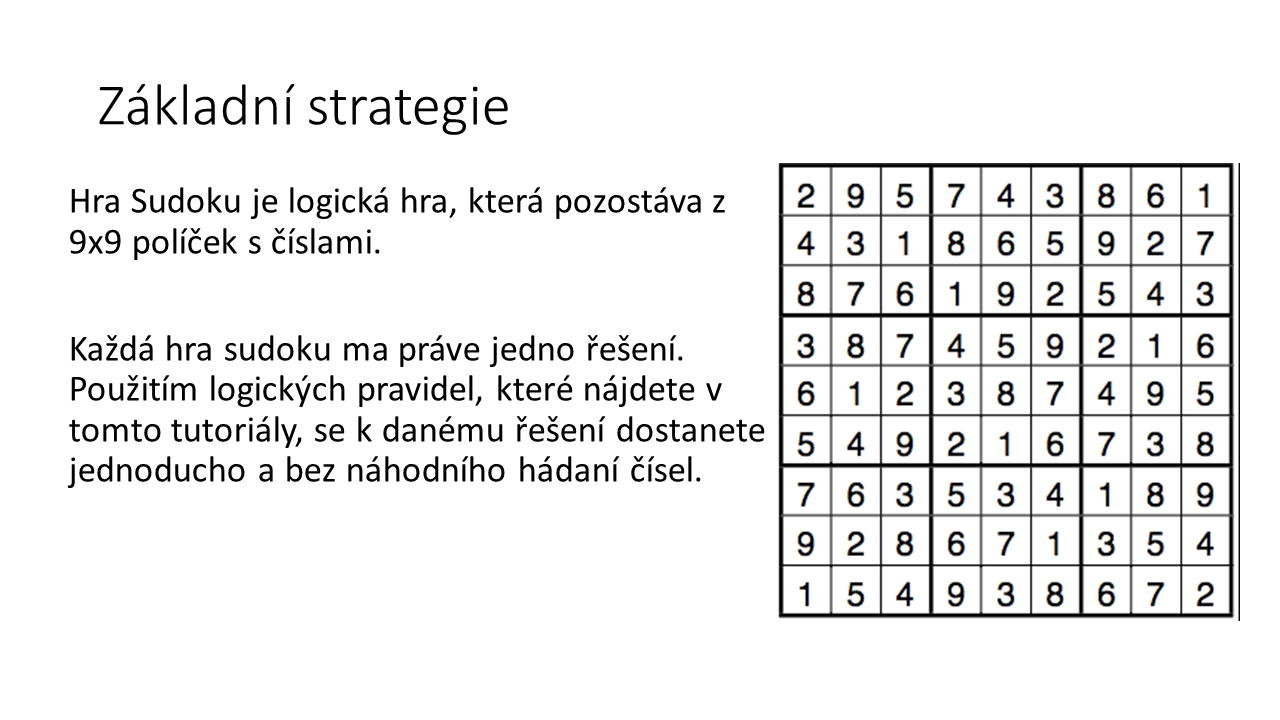 Základní strategie
Hra Sudoku je logická hra, která pozostáva z
9x9 políček s číslami.
Každá hra sudoku ma práve jedno řešení.
Použitím logických pravidel, které nájdete v
tomto tutoriály, se k danému řešení dostanete
jednoducho a bez náhodního hádaní čísel.
2 9 5 7 4 3 8 6 1
4 3 1 8 6 5 9 2 7
8 7 6 1 9 2 5 4 3
3 8 7 4 5 9 2 1 6
6 1 2 3 8 7 4 9 5
5 4 9 2 1 6 7 3 8
7 6 3 5 3 4 1 8 9
9 2 8 6 7 1 3 5 4
1 5 4 9 3 8 6 7 2